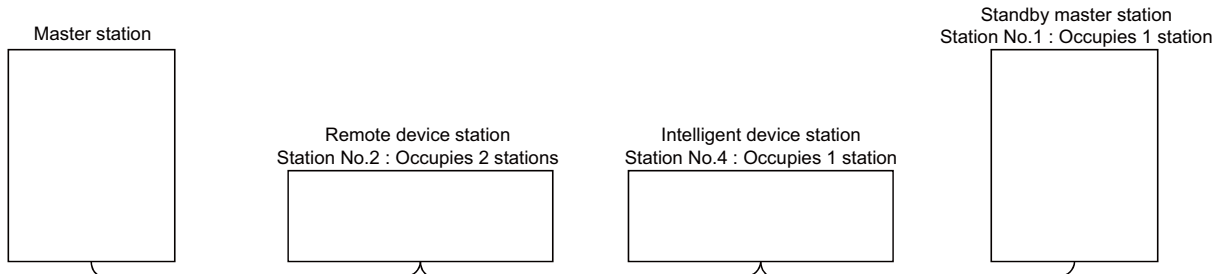 Master station
Remote device station
Station No.2 : Occupies 2 stations
Intelligent device station
Station No.4 : Occupies 1 station
Standby master station
Station No.1 : Occupies 1 station